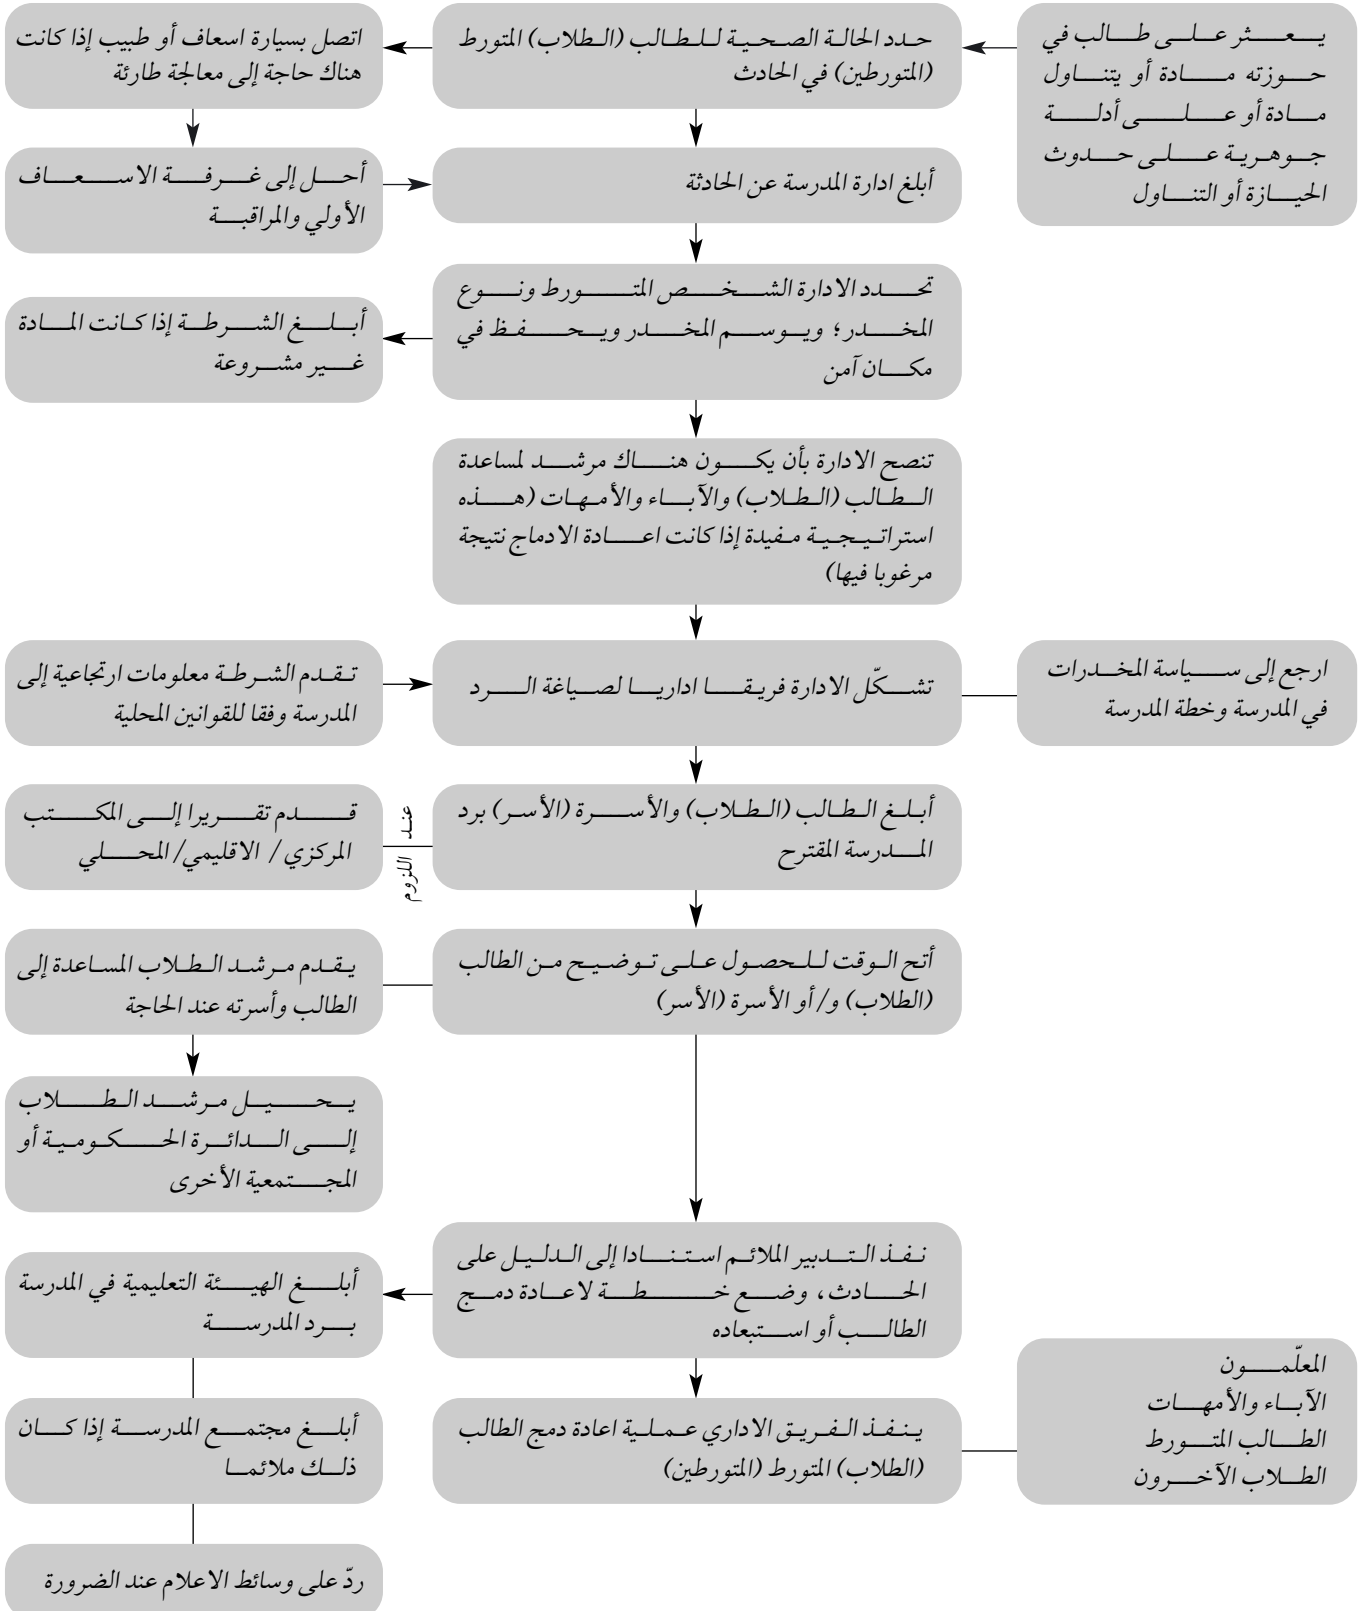 يعثر على طالب في
حوزته مادة أو يتناول
مادة أو على أدلة
جوهرية على حدوث
الحيازة أو التناول
حدد الحالة الصحية للطالب (الطلاب) المتورط
(المتورطين) في الحادث
اتصل بسيارة اسعاف أو طبيب إذا كانت
هناك حاجة إلى معالجة طارئة
أحل إلى غرفة الاسعاف
الأولي والمراقبة
أبلغ ادارة المدرسة عن الحادثة
تحدد الادارة الشخص المتورط ونوع
المخدر؛ ويوسم المخدر ويحفظ في
مكان آمن
أبلغ الشرطة إذا كانت المادة
غير مشروعة
تنصح الادارة بأن يكون هناك مرشد لمساعدة
الطالب (الطلاب) والآباء والأمهات (هذه
استراتيجية مفيدة إذا كانت اعادة الادماج نتيجة
مرغوبا فيها)
ارجع إلى سياسة المخدرات
في المدرسة وخطة المدرسة
تشكّل الادارة فريقا اداريا لصياغة الرد
تقدم الشرطة معلومات ارتجاعية إلى
المدرسة وفقا للقوانين المحلية
أبلغ الطالب (الطلاب) والأسرة (الأسر) برد
المدرسة المقترح
عند
اللزوم
قدم تقريرا إلى المكتب
المركزي / الاقليمي/ المحلي
أتح الوقت للحصول على توضيح من الطالب
(الطلاب) و/ أو الأسرة (الأسر)
يقدم مرشد الطلاب المساعدة إلى
الطالب وأسرته عند الحاجة
يحيل مرشد الطلاب
إلى الدائرة الحكومية أو
المجتمعية الأخرى
نفذ التدبير الملائم استنادا إلى الدليل على
الحادث، وضع خطة لاعادة دمج
الطالب أو استبعاده
أبلغ الهيئة التعليمية في المدرسة
برد المدرسة
المعلّمون
الآباء والأمهات
الطالب المتورط
الطلاب الآخرون
ينفذ الفريق الاداري عملية اعادة دمج الطالب
(الطلاب) المتورط (المتورطين)
أبلغ مجتمع المدرسة إذا كان
ذلك ملائما
ردّ على وسائط الاعلام عند الضرورة